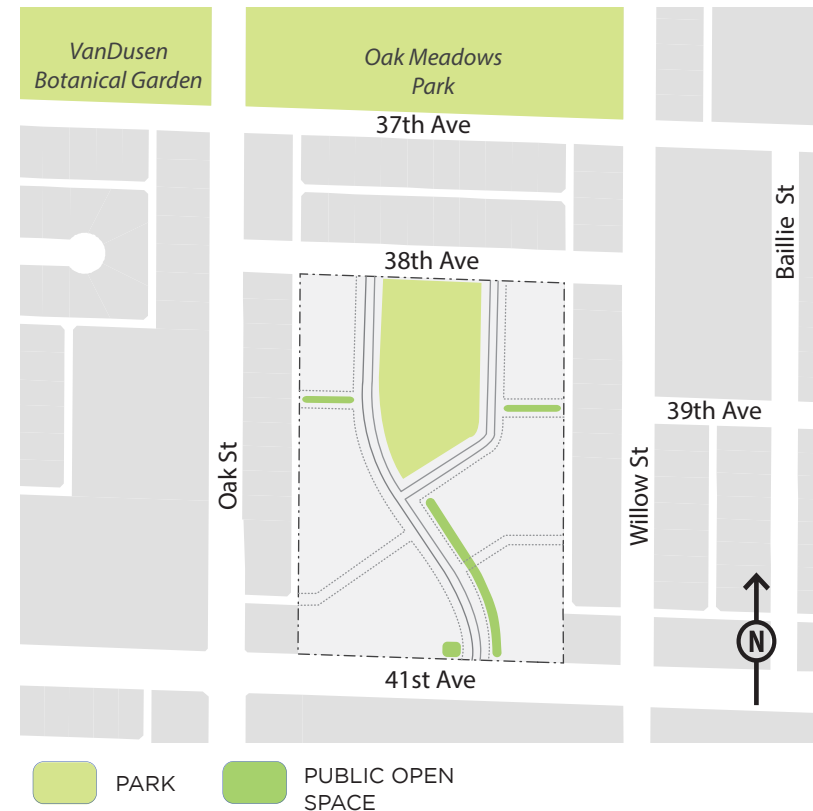 VanDusen
Botanical Garden
Oak Meadows
Park
37th Ave
Baillie St
38th Ave
39th Ave
Oak St
Willow St
N
41st Ave
PARK
PUBLIC OPEN
SPACE